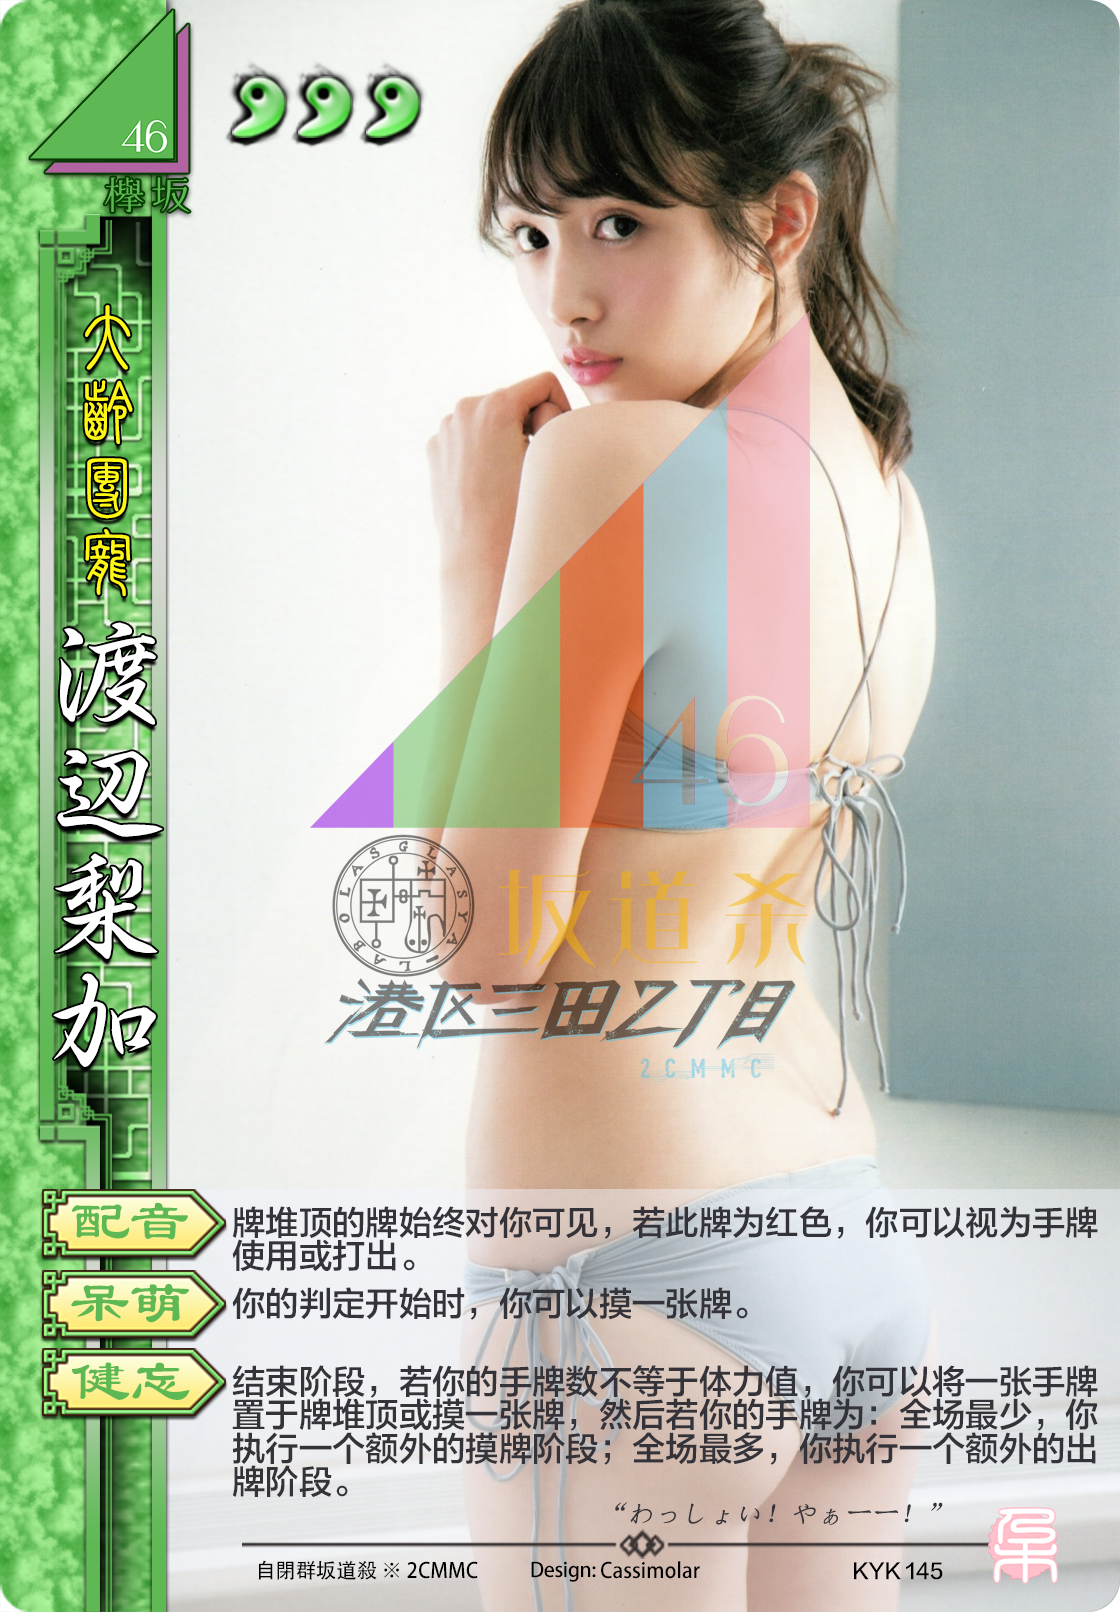 46
欅坂
大齡團寵
渡辺梨加
46
GLASYA-LABOLAS
坂道杀
港区三田2丁目
2CMMC
配音
牌堆顶的牌始终对你可见，若此牌为红色，你可以视为手牌
使用或打出。
呆萌
你的判定开始时，你可以摸一张牌。
健忘
结束阶段，若你的手牌数不等于体力值，你可以将一张手牌
置于牌堆顶或摸一张牌，然后若你的手牌为：全场最少，你
执行一个额外的摸牌阶段；全场最多，你执行一个额外的出
牌阶段。
“わっしょい！やぁーー！”
自閉群坂道殺 ※ 2CMMC
Design: Cassimolar
KYK 145